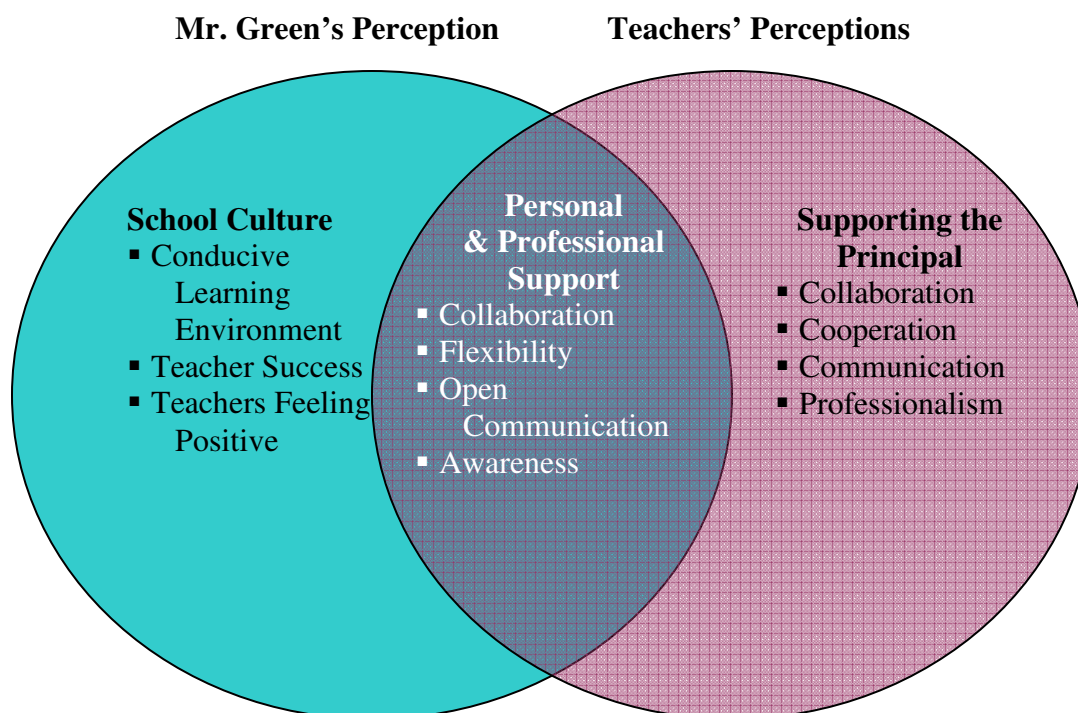 Mr. Green’s Perception
Teachers’ Perceptions
School Culture
▪ Conducive
Learning
Environment
▪ Teacher Success
▪ Teachers Feeling
Positive
Personal
& Professional
Support
▪ Collaboration
▪ Flexibility
▪ Open
Communication
▪ Awareness
Supporting the
Principal
▪ Collaboration
▪ Cooperation
▪ Communication
▪ Professionalism